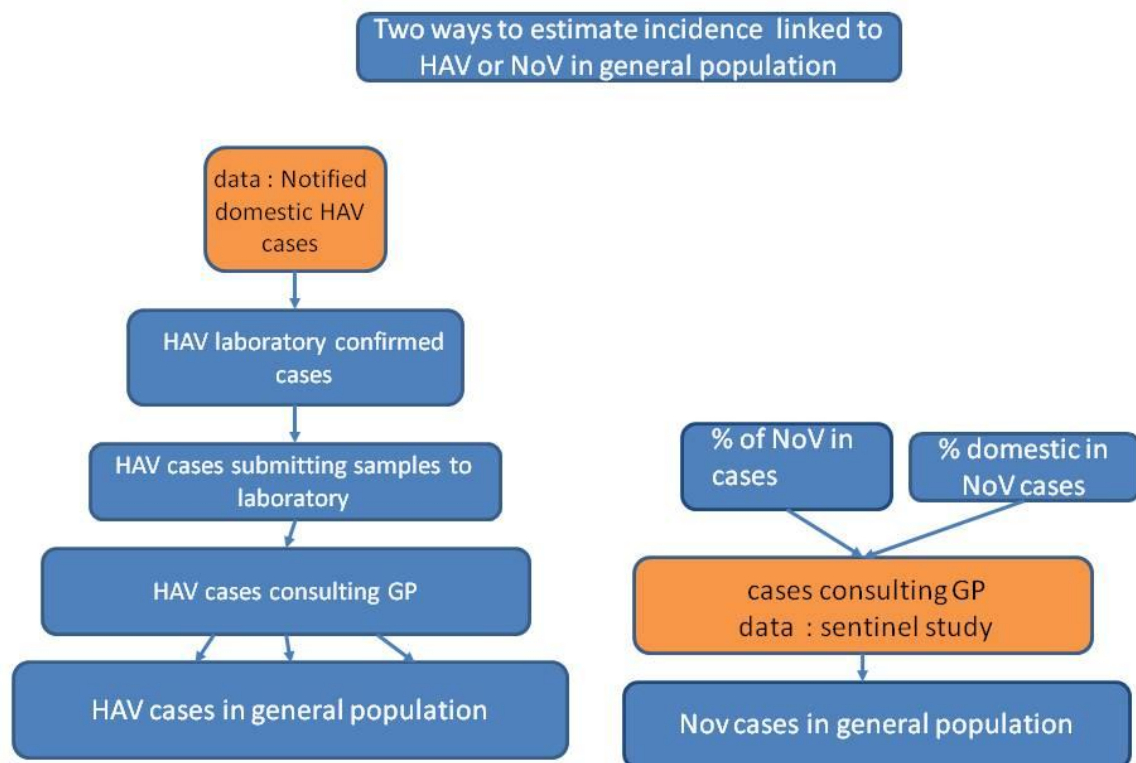 Two ways to estimate incidence linked to
HAV or NoV in general population
data : Notified
domestic HAV
cases
HAV laboratory confirmed
cases
HAV cases submitting samples to
laboratory
HAV cases consulting GP
HAV cases in general population
% of NoV in
cases
% domestic in
NoV cases
cases consulting GP
data : sentinel study
Nov cases in general population